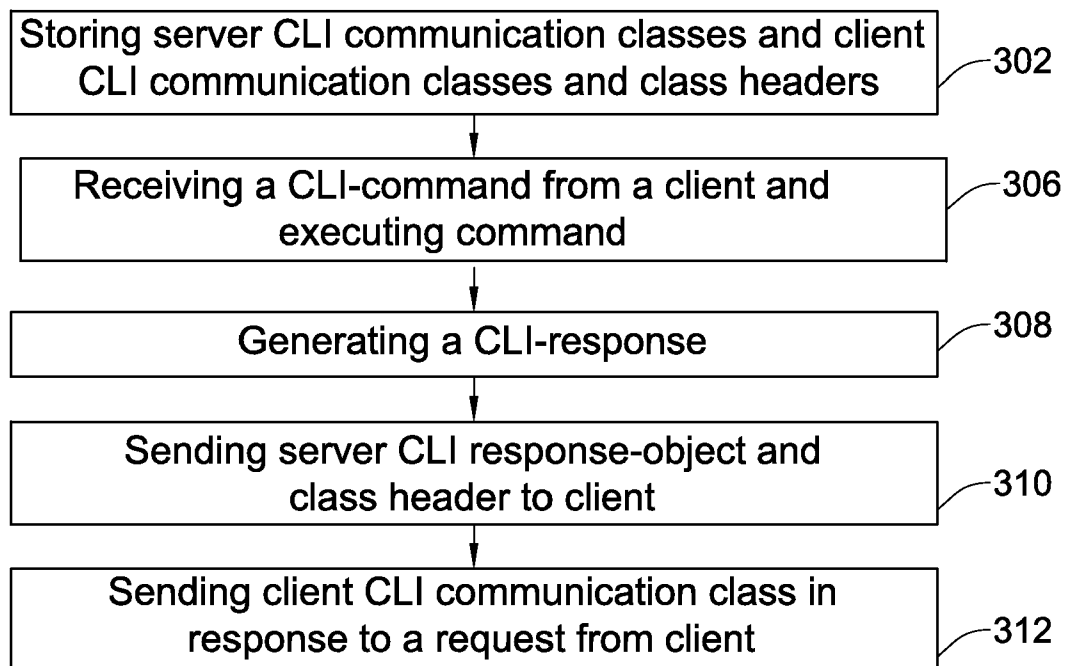 Storing server CLI communication classes and client
CLI communication classes and class headers
302
Receiving a CLI-command from a client and
executing command
306
Generating a CLI-response
308
Sending server CLI response-object and
class header to client
310
Sending client CLI communication class in
response to a request from client
312